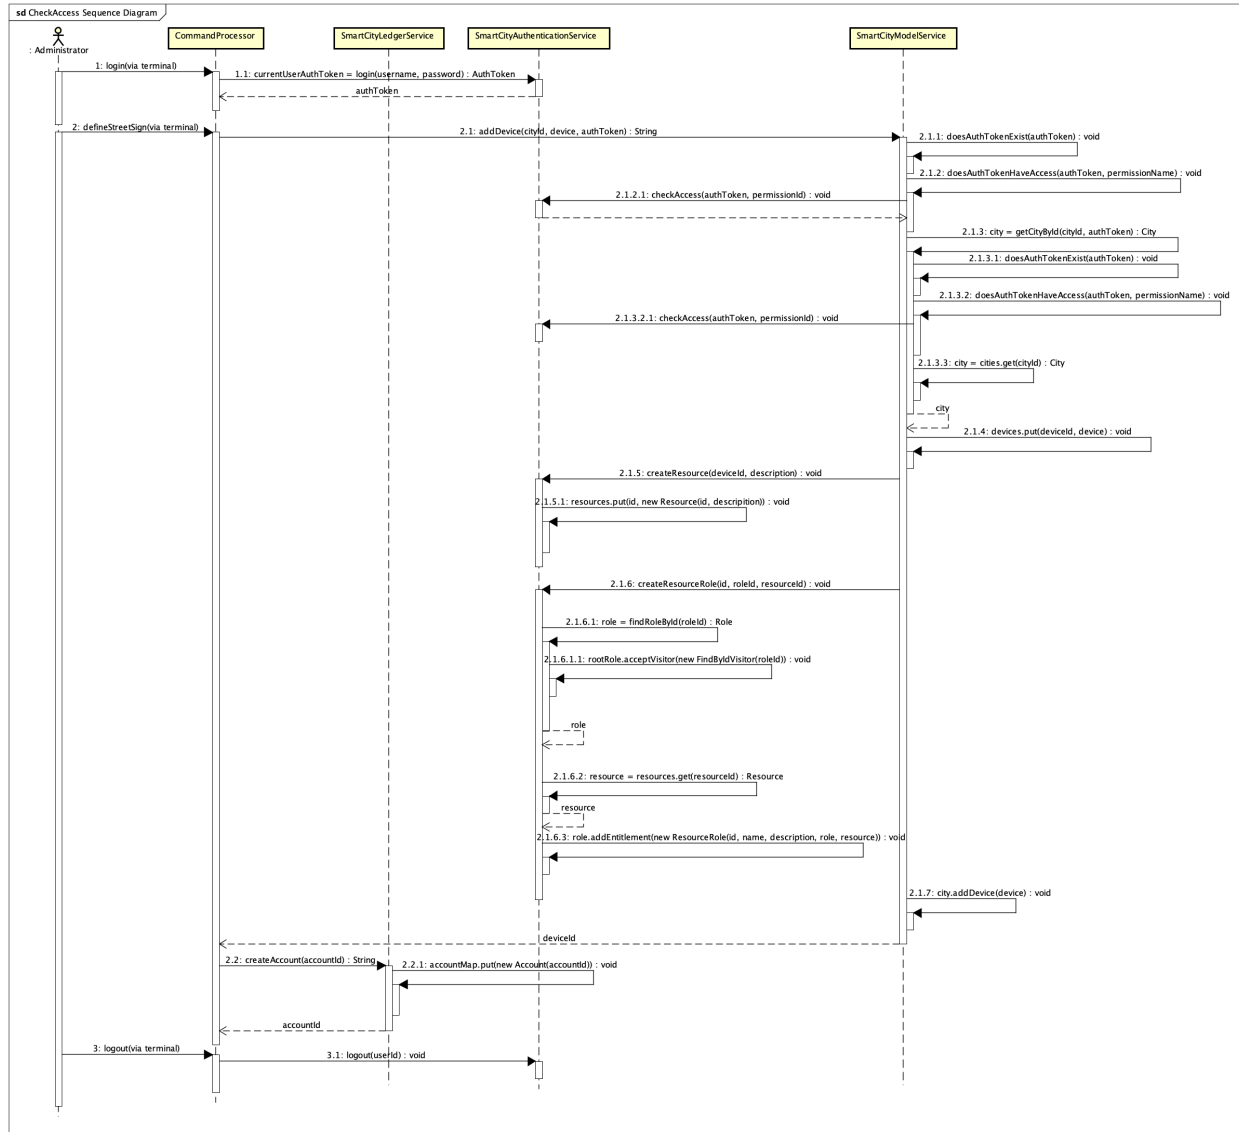 sd CheckAccess Sequence Diagram
: Administrator
CommandProcessor
SmartCityLedgerService
SmartCityAuthenticationService
SmartCityModelService
1: login(via terminal)
1.1: currentUserAuthToken = login(username, password) : AuthToken
authToken
2: defineStreetSign(via terminal)
2.1: addDevice(cityId, device, authToken) : String
2.1.1: doesAuthTokenExist(authToken) : void
2.1.2: doesAuthTokenHaveAccess(authToken, permissionName) : void
2.1.2.1: checkAccess(authToken, permissionId) : void
2.1.3: city = getCityById(cityId, authToken) : City
2.1.3.1: doesAuthTokenExist(authToken) : void
2.1.3.2: doesAuthTokenHaveAccess(authToken, permissionName) : void
2.1.3.2.1: checkAccess(authToken, permissionId) : void
2.1.3.3: city = cities.get(cityId) : City
city
2.1.4: devices.put(deviceId, device) : void
2.1.5: createResource(deviceId, description) : void
2.1.5.1: resources.put(id, new Resource(id, descripition)) : void
2.1.6: createResourceRole(id, roleId, resourceId) : void
2.1.6.1: role = findRoleById(roleId) : Role
2.1.6.1.1: rootRole.acceptVisitor(new FindByIdVisitor(roleId)) : void
role
2.1.6.2: resource = resources.get(resourceId) : Resource
resource
2.1.6.3: role.addEntitlement(new ResourceRole(id, name, description, role, resource)) : void
2.1.7: city.addDevice(device) : void
deviceId
2.2: createAccount(accountId) : String
2.2.1: accountMap.put(new Account(accountId)) : void
accountId
3: logout(via terminal)
3.1: logout(userId) : void